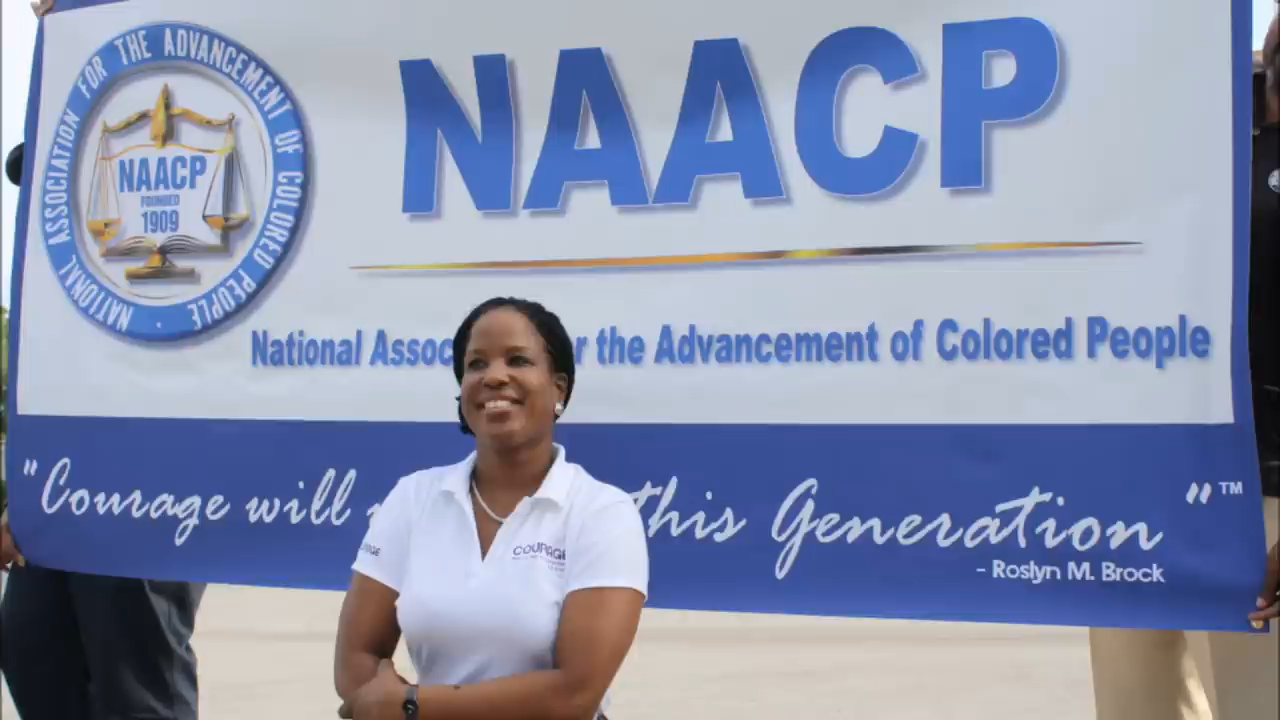 NATIONAL ASSOCIATION FOR THE ADVANCEMENT OF COLORED PEOPLE
NAACP
FOUNDED
1909
NAACP
National Assoc r the Advancement of Colored People
"Courage will this Generation "™
- Roslyn M. Brock
COURAGE